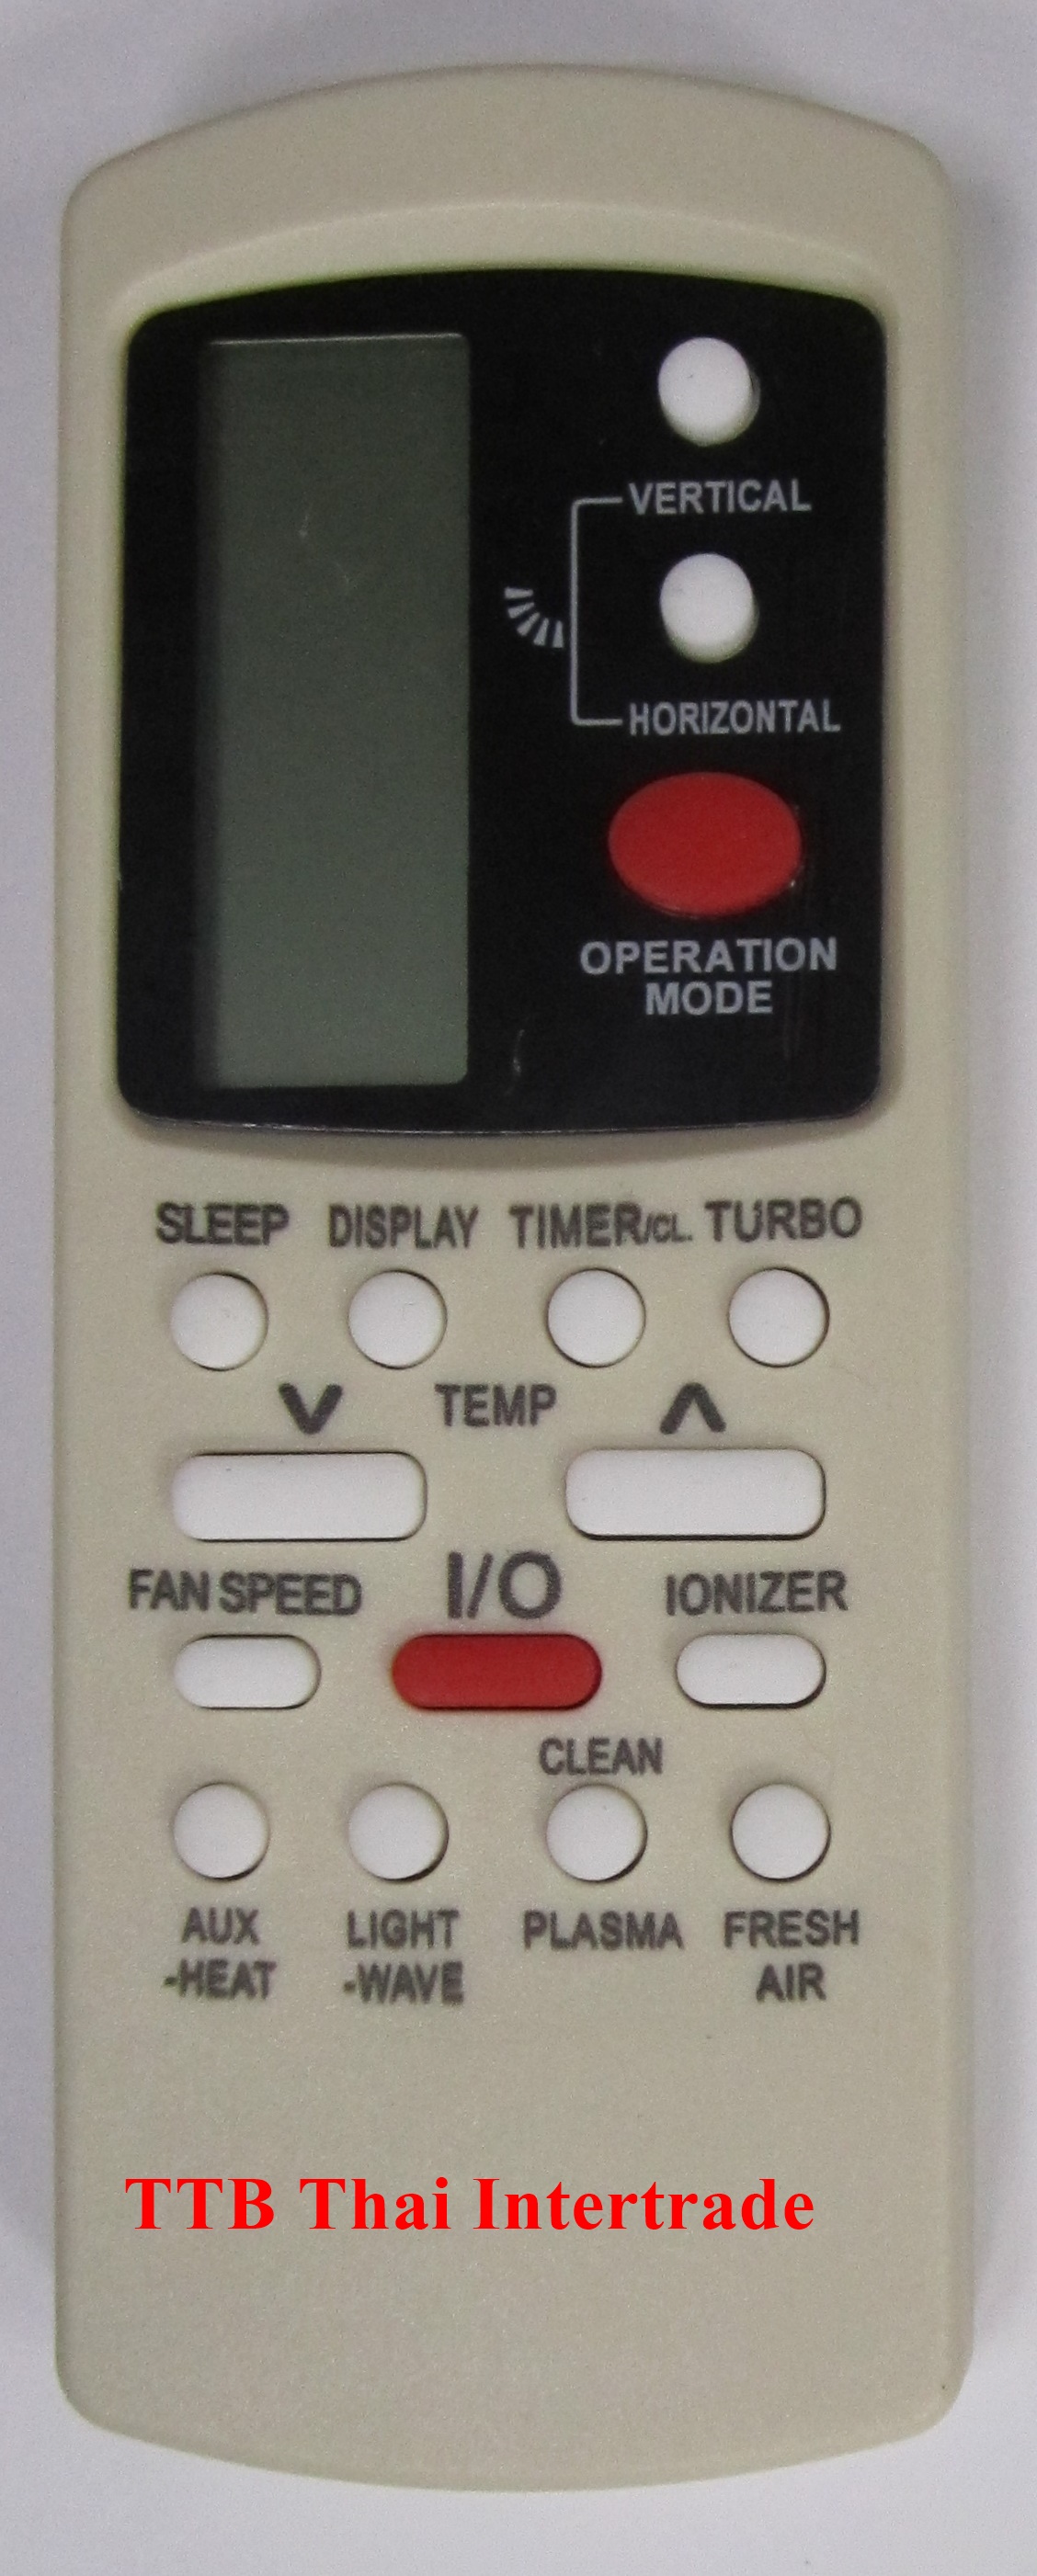 VERTICAL
HORIZONTAL
OPERATION
MODE
SLEEP DISPLAY TIMER/CL. TURBO
∨ TEMP ∧
FAN SPEED I/O IONIZER
CLEAN
AUX LIGHT PLASMA FRESH
-HEAT -WAVE AIR
TTB Thai Intertrade